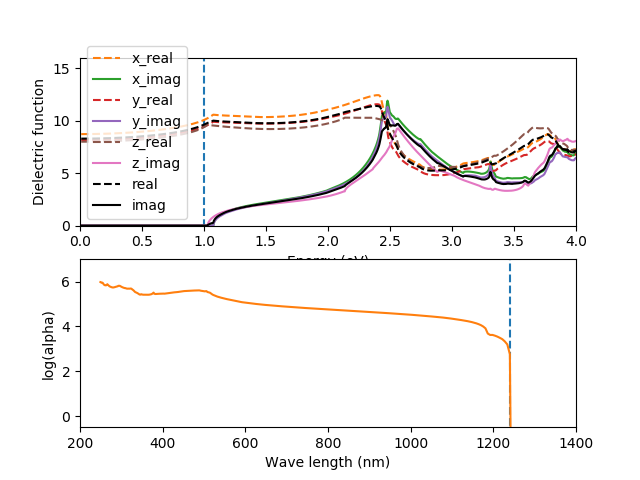 15
10
5
0
Dielectric function
x_real
x_imag
y_real
y_imag
z_real
z_imag
real
imag
0.0 0.5 1.0 1.5 2.0 2.5 3.0 3.5 4.0
Energy (eV)
6
4
2
0
log(alpha)
200 400 600 800 1000 1200 1400
Wave length (nm)